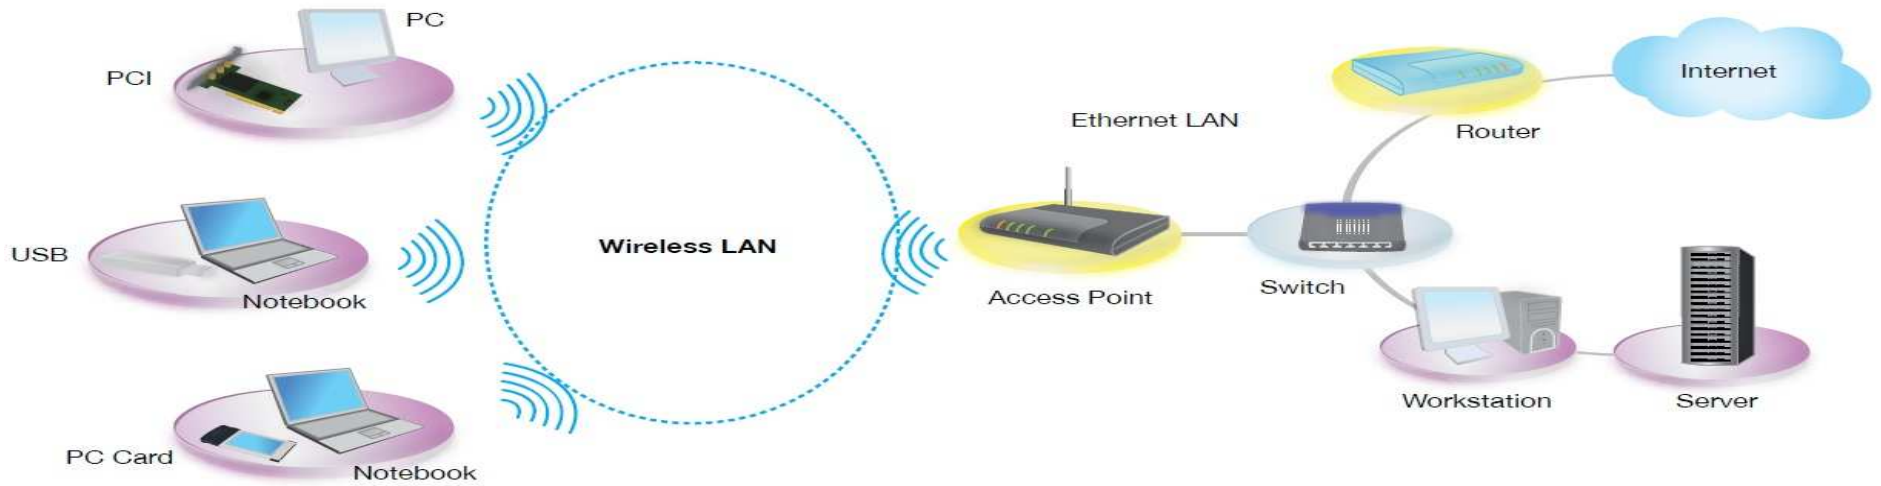 PC
PCI
USB
Notebook
PC Card
Notebook
Wireless LAN
Ethernet LAN
Access Point
Switch
Router
Internet
Workstation
Server